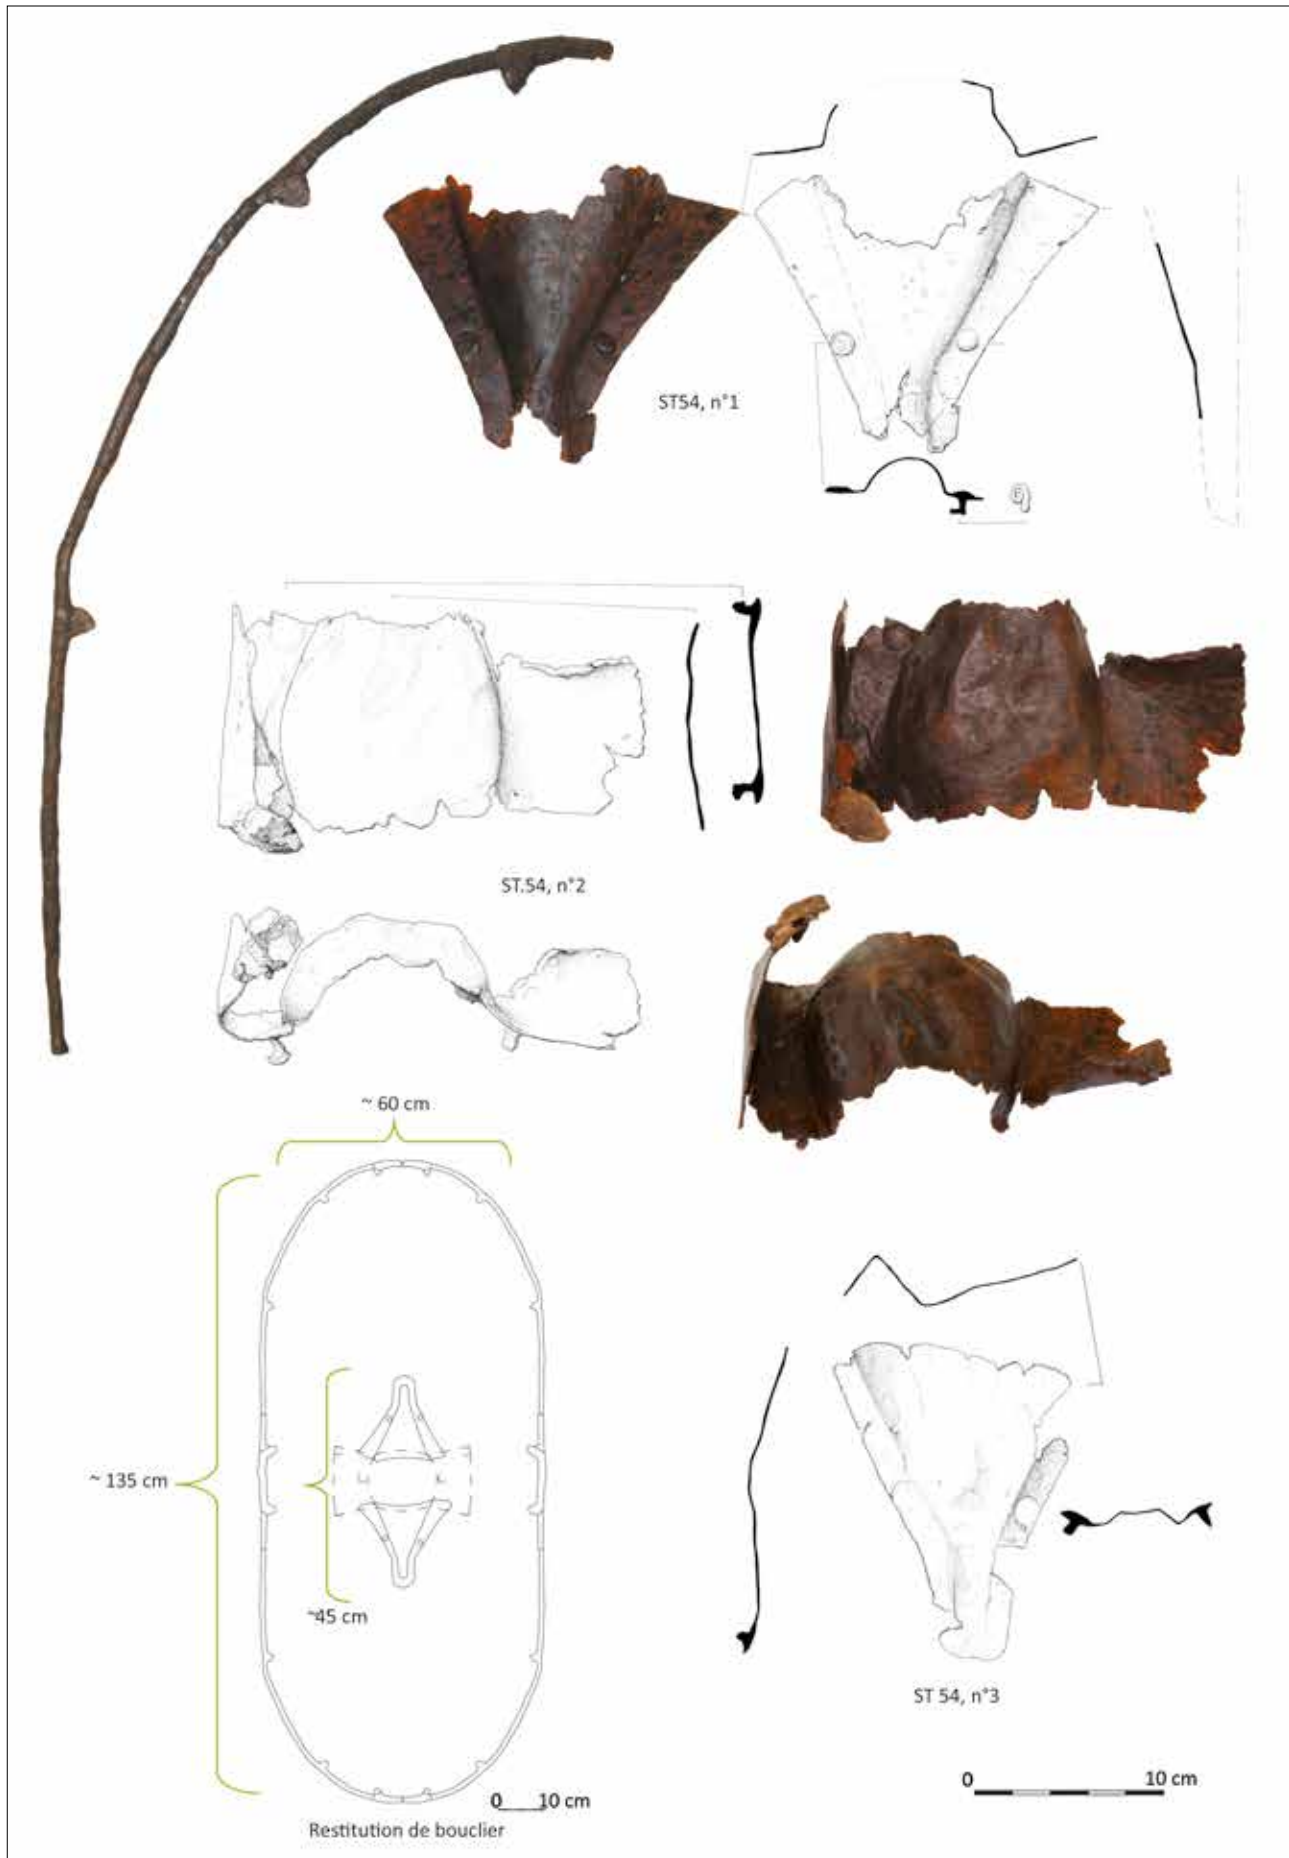 ST54, n°1
ST.54, n°2
~ 60 cm
~ 135 cm
~45 cm
ST 54, n°3
0 10 cm
Restitution de bouclier
0 10 cm